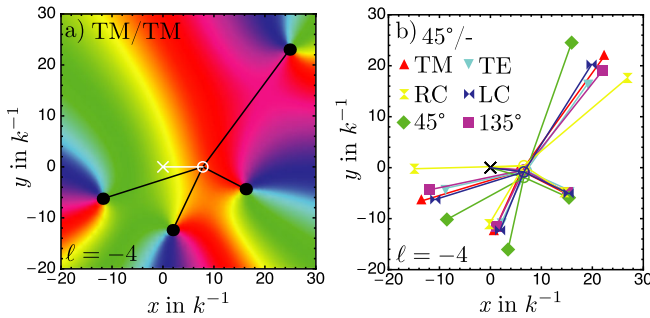 a) TM/TM
30
20
10
0
−10
−20
y in k⁻¹
ℓ = −4
−20 −10 0 10 20 30
x in k⁻¹
b) 45°/-
TM TE
RC LC
45° 135°
30
20
10
0
−10
−20
y in k⁻¹
ℓ = −4
−20 −10 0 10 20 30
x in k⁻¹